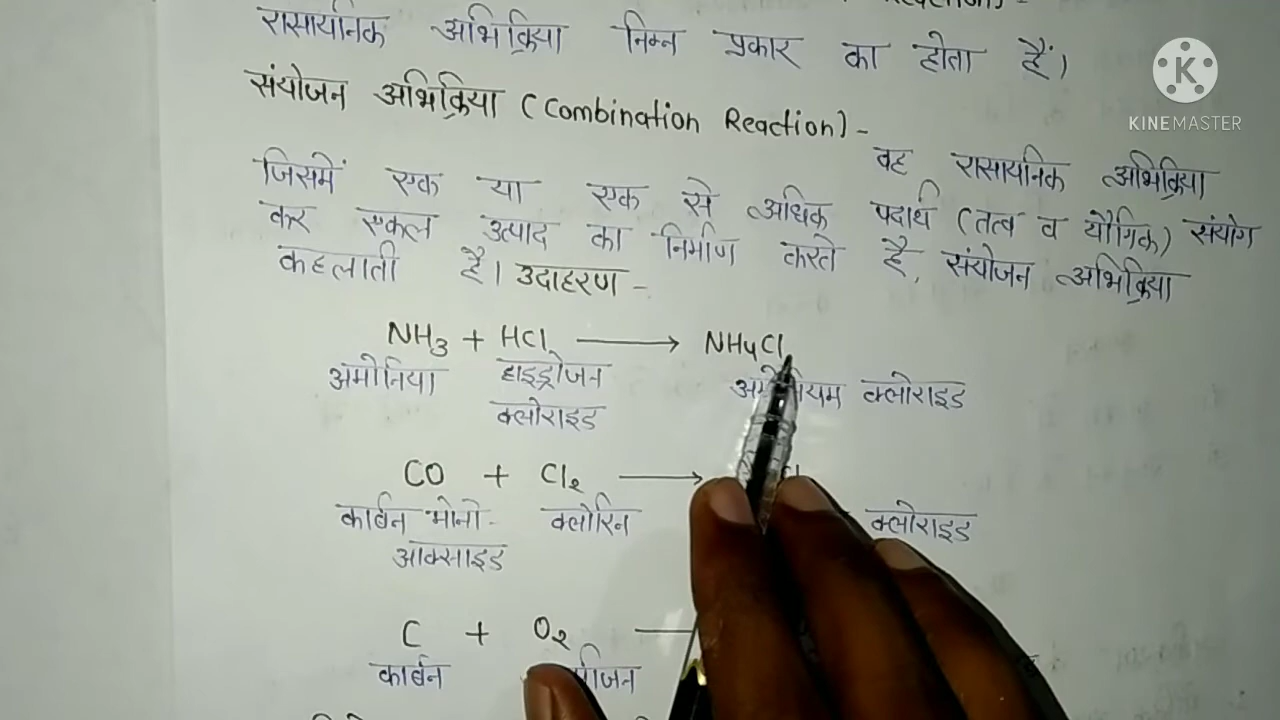 रासायनिक अभिक्रिया निम्न प्रकार का होता हैं।
संयोजन अभिक्रिया (Combination Reaction) -
वह रासायनिक अभिक्रिया
जिसमें एक या एक से अधिक पदार्थ (तत्व व यौगिक) संयोग
कर एकल उत्पाद का निर्माण करते है, संयोजन अभिक्रिया
कहलाती है। उदाहरण -
NH3 + HCl ⟶ NH4Cl
अमोनिया हाइड्रोजन क्लोराइड
क्लोराइड
CO + Cl2 ⟶
कार्बन मोनो- क्लोरिन क्लोराइड
आक्साइड
C + O2
कार्बन
K
KINEMASTER